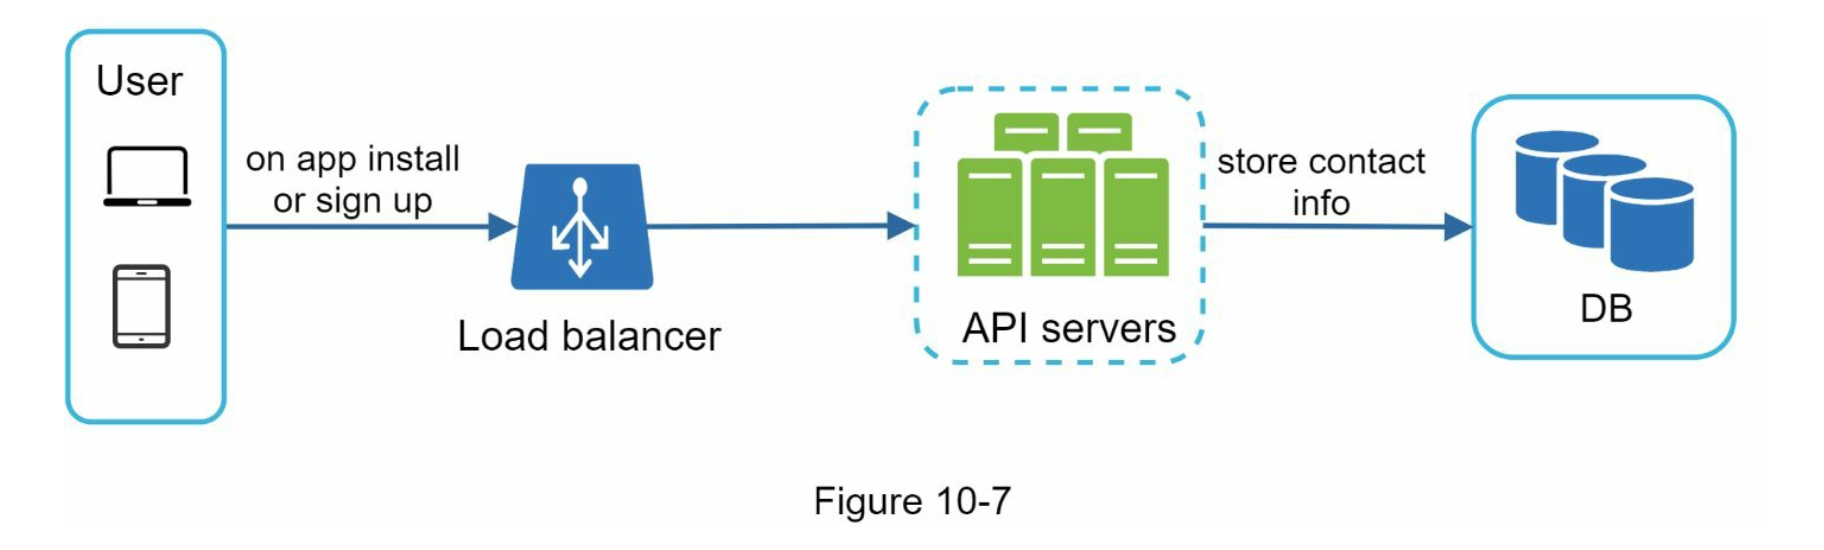 User
on app install
or sign up
Load balancer
API servers
store contact
info
DB
Figure 10-7